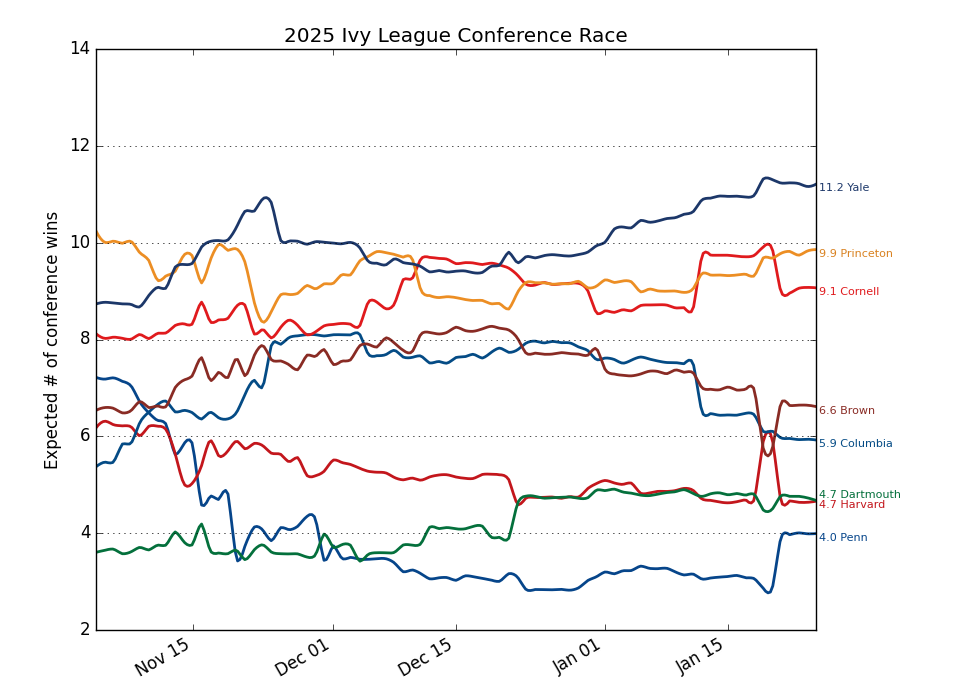 2025 Ivy League Conference Race
Expected # of conference wins
14
12
10
8
6
4
2
11.2 Yale
9.9 Princeton
9.1 Cornell
6.6 Brown
5.9 Columbia
4.7 Dartmouth
4.7 Harvard
4.0 Penn
Nov 15
Dec 01
Dec 15
Jan 01
Jan 15